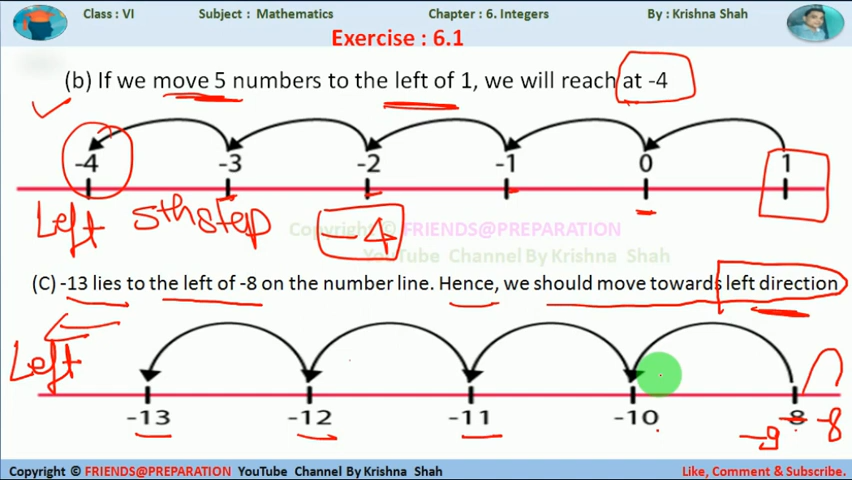 Class : VI Subject : Mathematics Chapter : 6. Integers By : Krishna Shah
Exercise : 6.1
(b) If we move 5 numbers to the left of 1, we will reach at -4
-4 -3 -2 -1 0 1
Left 5th step -4
Copyright © FRIENDS@PREPARATION
YouTube Channel By Krishna Shah
(C) -13 lies to the left of -8 on the number line. Hence, we should move towards left direction
Left
-13 -12 -11 -10 -8 -8
-9
Copyright © FRIENDS@PREPARATION YouTube Channel By Krishna Shah Like, Comment & Subscribe.